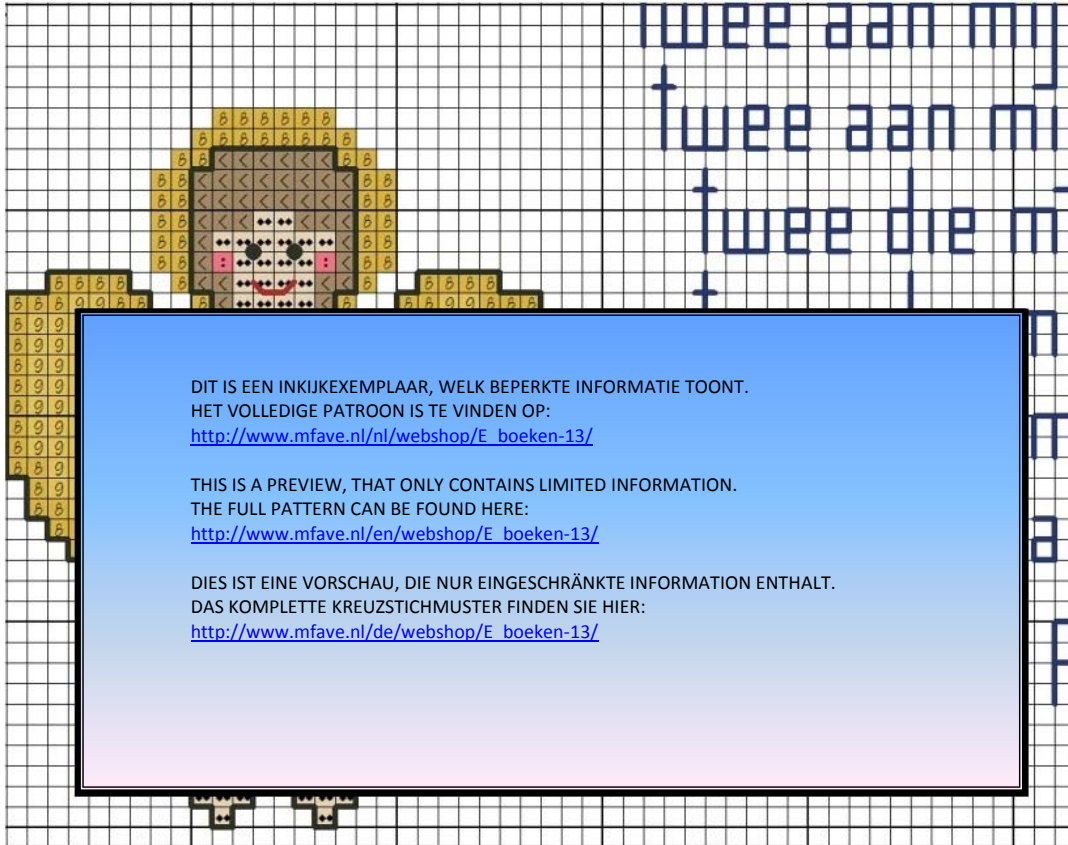 twee aan mij
twee aan mi
twee die m
DIT IS EEN INKIJKEXEMPLAAR, WELK BEPERKTE INFORMATIE TOONT.
HET VOLLEDIGE PATROON IS TE VINDEN OP:
http://www.mfave.nl/nl/webshop/E_boeken-13/
THIS IS A PREVIEW, THAT ONLY CONTAINS LIMITED INFORMATION.
THE FULL PATTERN CAN BE FOUND HERE:
http://www.mfave.nl/en/webshop/E_boeken-13/
DIES IST EINE VORSCHAU, DIE NUR EINGESCHRÄNKTE INFORMATION ENTHALT.
DAS KOMPLETTE KREUZSTICHMUSTER FINDEN SIE HIER:
http://www.mfave.nl/de/webshop/E_boeken-13/